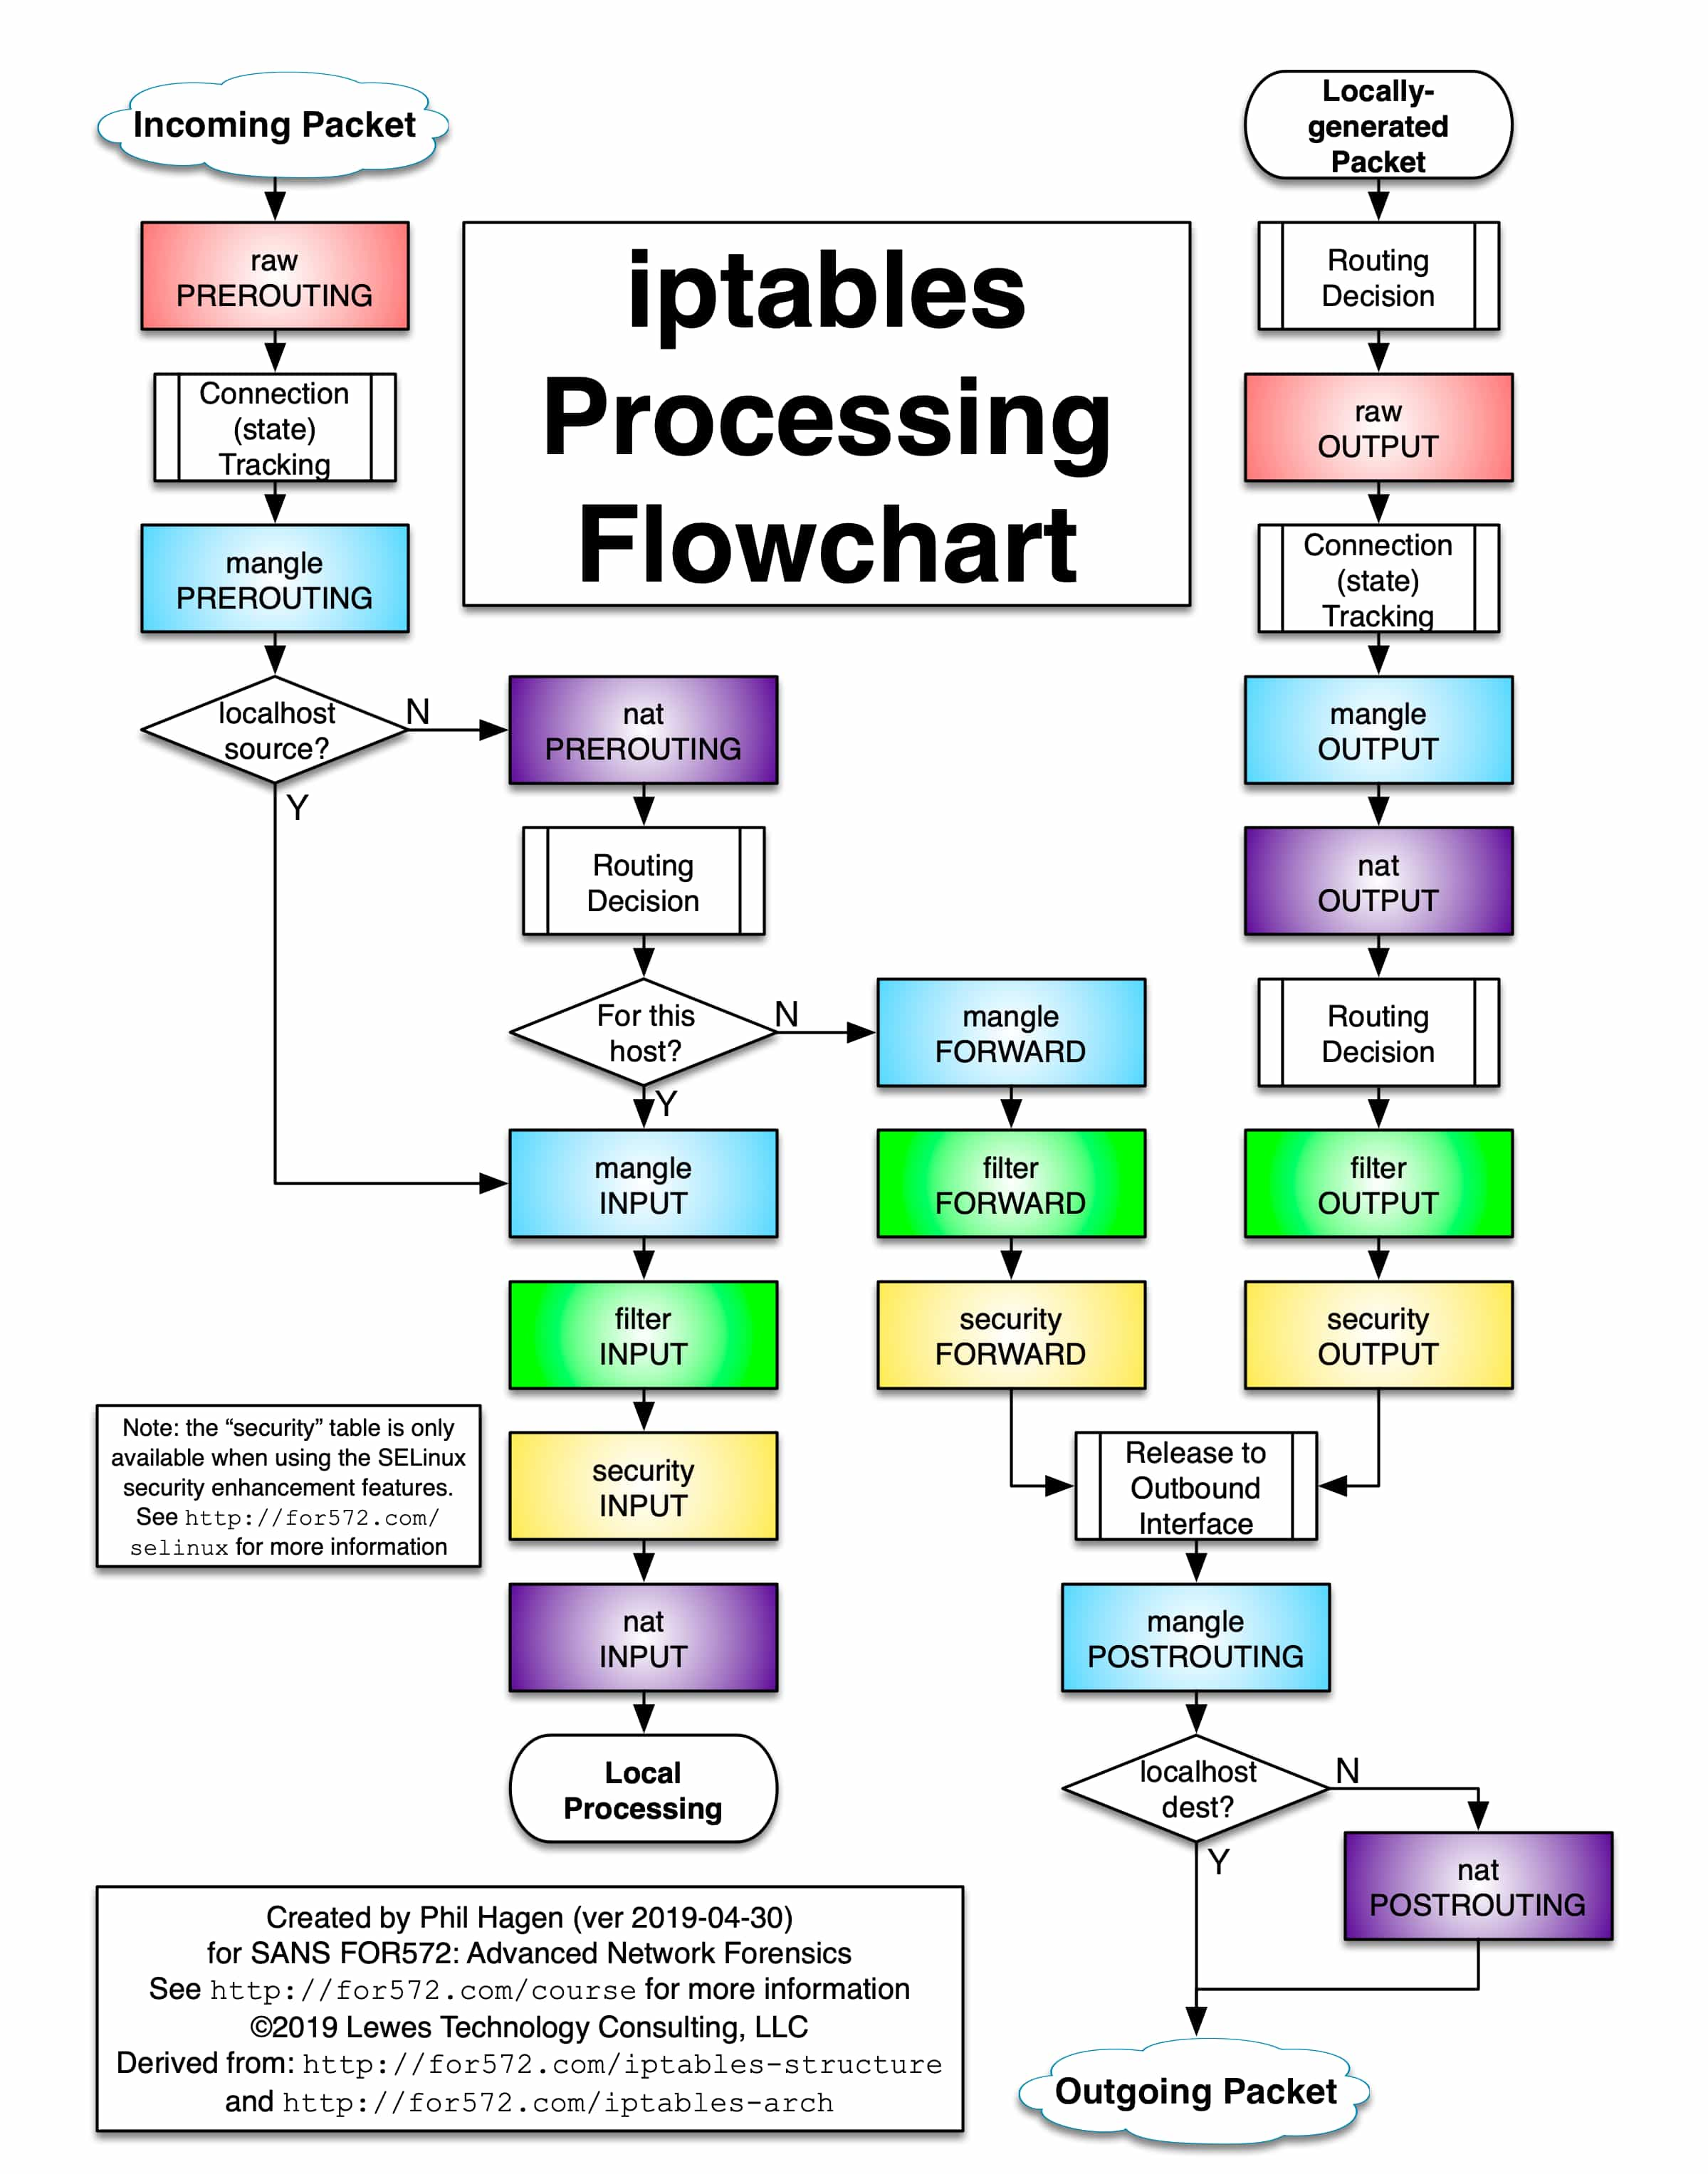 Incoming Packet
Locally-
generated
Packet
iptables
Processing
Flowchart
raw
PREROUTING
Connection
(state)
Tracking
mangle
PREROUTING
localhost
source?
N
Y
nat
PREROUTING
Routing
Decision
For this
host?
N
Y
mangle
INPUT
filter
INPUT
security
INPUT
nat
INPUT
Local
Processing
mangle
FORWARD
filter
FORWARD
security
FORWARD
Routing
Decision
raw
OUTPUT
Connection
(state)
Tracking
mangle
OUTPUT
nat
OUTPUT
Routing
Decision
filter
OUTPUT
security
OUTPUT
Release to
Outbound
Interface
mangle
POSTROUTING
localhost
dest?
N
Y
nat
POSTROUTING
Outgoing Packet
Note: the “security” table is only
available when using the SELinux
security enhancement features.
See http://for572.com/
selinux for more information
Created by Phil Hagen (ver 2019-04-30)
for SANS FOR572: Advanced Network Forensics
See http://for572.com/course for more information
©2019 Lewes Technology Consulting, LLC
Derived from: http://for572.com/iptables-structure
and http://for572.com/iptables-arch